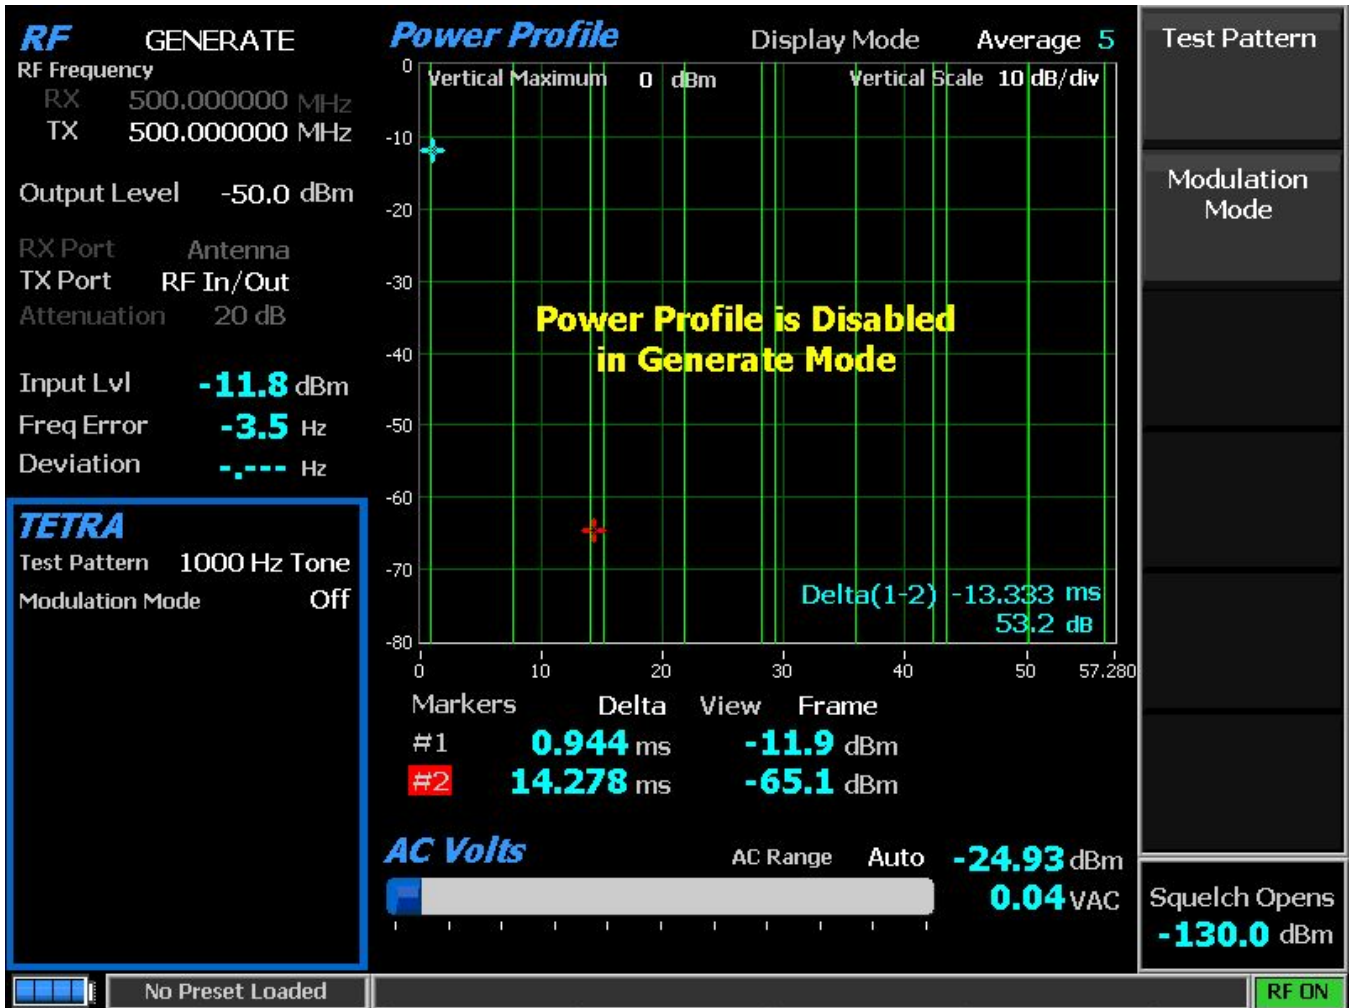 RF GENERATE
RF Frequency
RX 500.000000 MHz
TX 500.000000 MHz
Output Level -50.0 dBm
RX Port Antenna
TX Port RF In/Out
Attenuation 20 dB
Input Lvl -11.8 dBm
Freq Error -3.5 Hz
Deviation -.--- Hz
TETRA
Test Pattern 1000 Hz Tone
Modulation Mode Off
Power Profile Display Mode Average 5
Vertical Maximum 0 dBm Vertical Scale 10 dB/div
0
-10
-20
-30
-40
-50
-60
-70
-80
Power Profile is Disabled
in Generate Mode
Delta(1-2) -13.333 ms
53.2 dB
0 10 20 30 40 50 57.280
Markers Delta View Frame
#1 0.944 ms -11.9 dBm
#2 14.278 ms -65.1 dBm
AC Volts AC Range Auto -24.93 dBm
0.04 VAC
Test Pattern
Modulation
Mode
Squelch Opens
-130.0 dBm
No Preset Loaded
RF ON